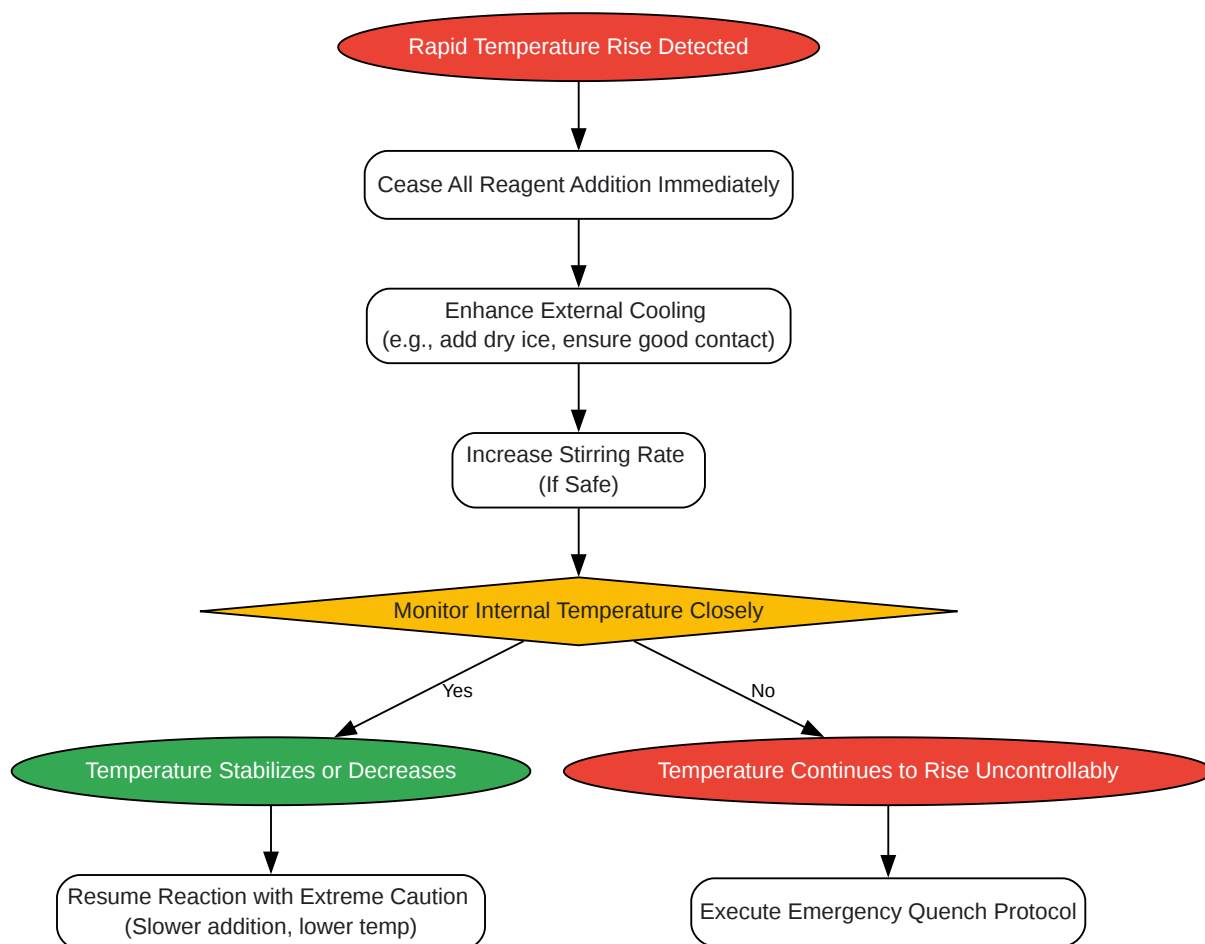 Rapid Temperature Rise Detected
Cease All Reagent Addition Immediately
Enhance External Cooling
(e.g., add dry ice, ensure good contact)
Increase Stirring Rate
(If Safe)
Monitor Internal Temperature Closely
Yes
No
Temperature Stabilizes or Decreases
Temperature Continues to Rise Uncontrollably
Resume Reaction with Extreme Caution
(Slower addition, lower temp)
Execute Emergency Quench Protocol